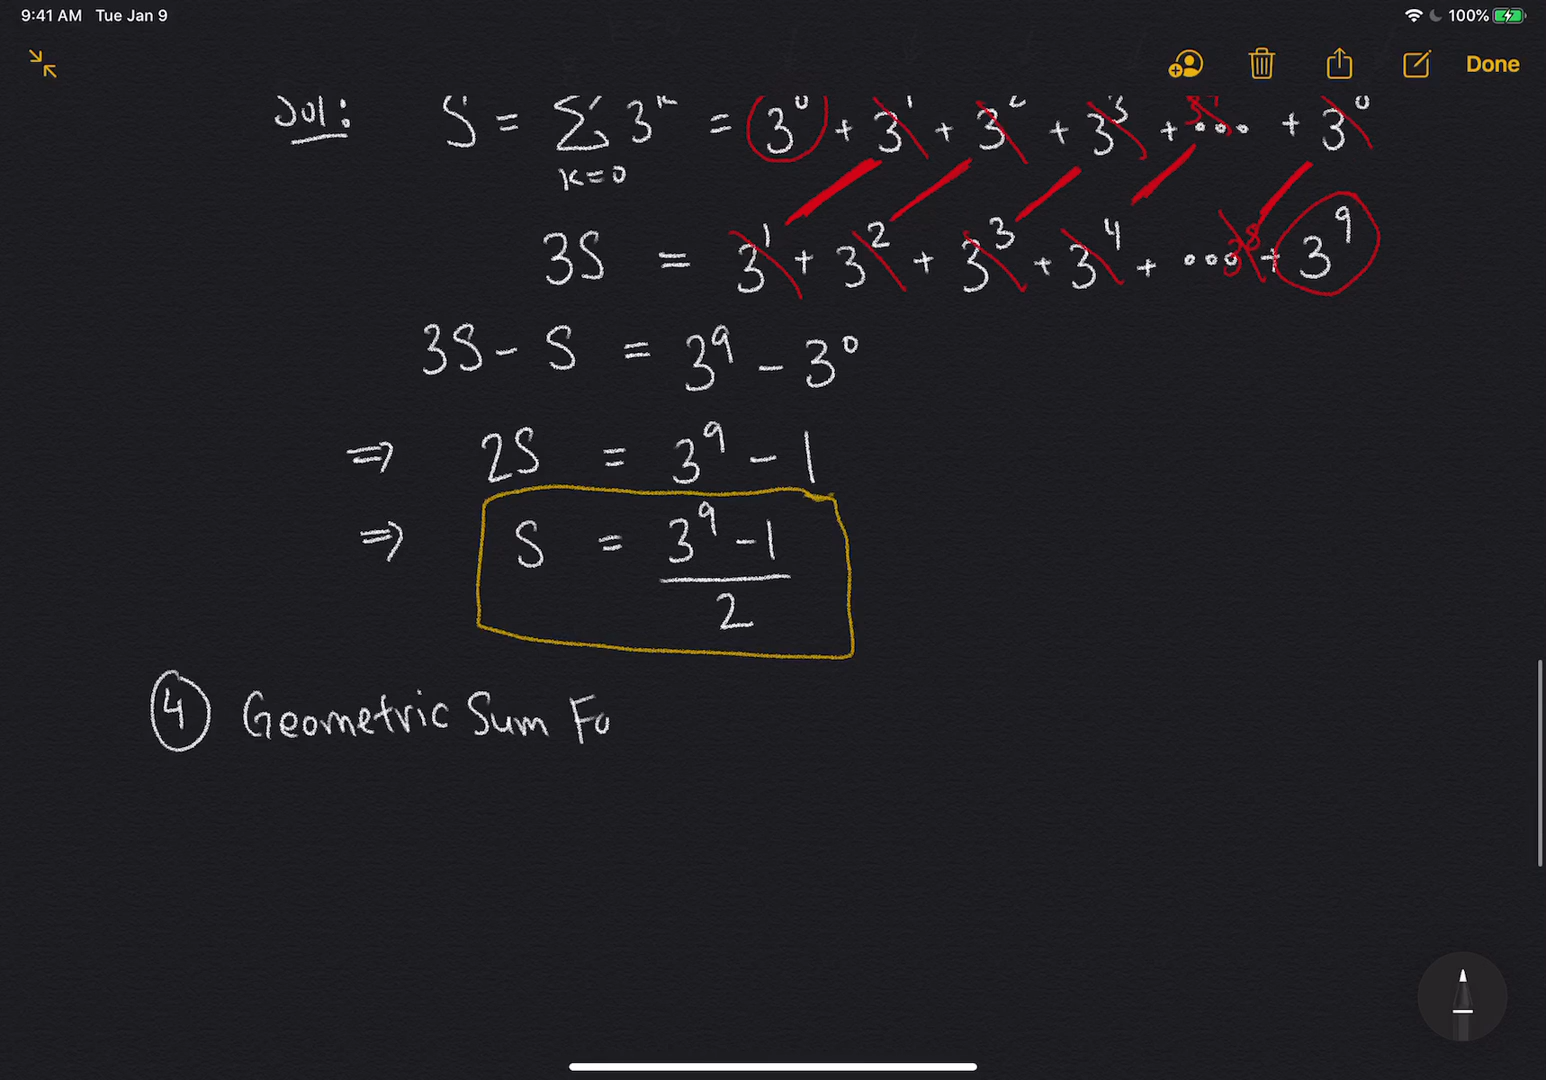 9:41 AM Tue Jan 9
100%
Done
Sol: S = Σ 3^k = 3^0 + 3^1 + 3^2 + 3^3 + 3^4 ... + 3^8
k=0
3S = 3^1 + 3^2 + 3^3 + 3^4 + ... 3^8 + 3^9
3S - S = 3^9 - 3^0
⇒ 2S = 3^9 - 1
⇒ S = 3^9 - 1
2
4 Geometric Sum Fo